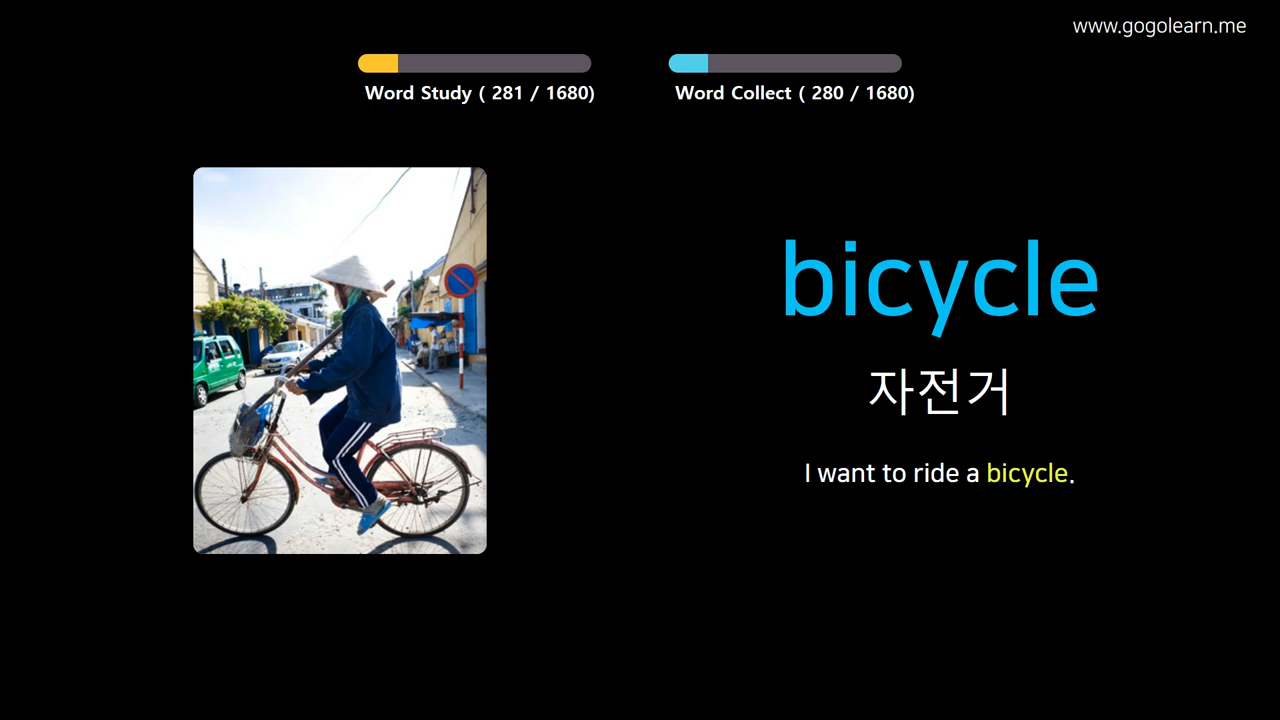 www.gogolearn.me
Word Study ( 281 / 1680)
Word Collect ( 280 / 1680)
bicycle
자전거
I want to ride a bicycle.